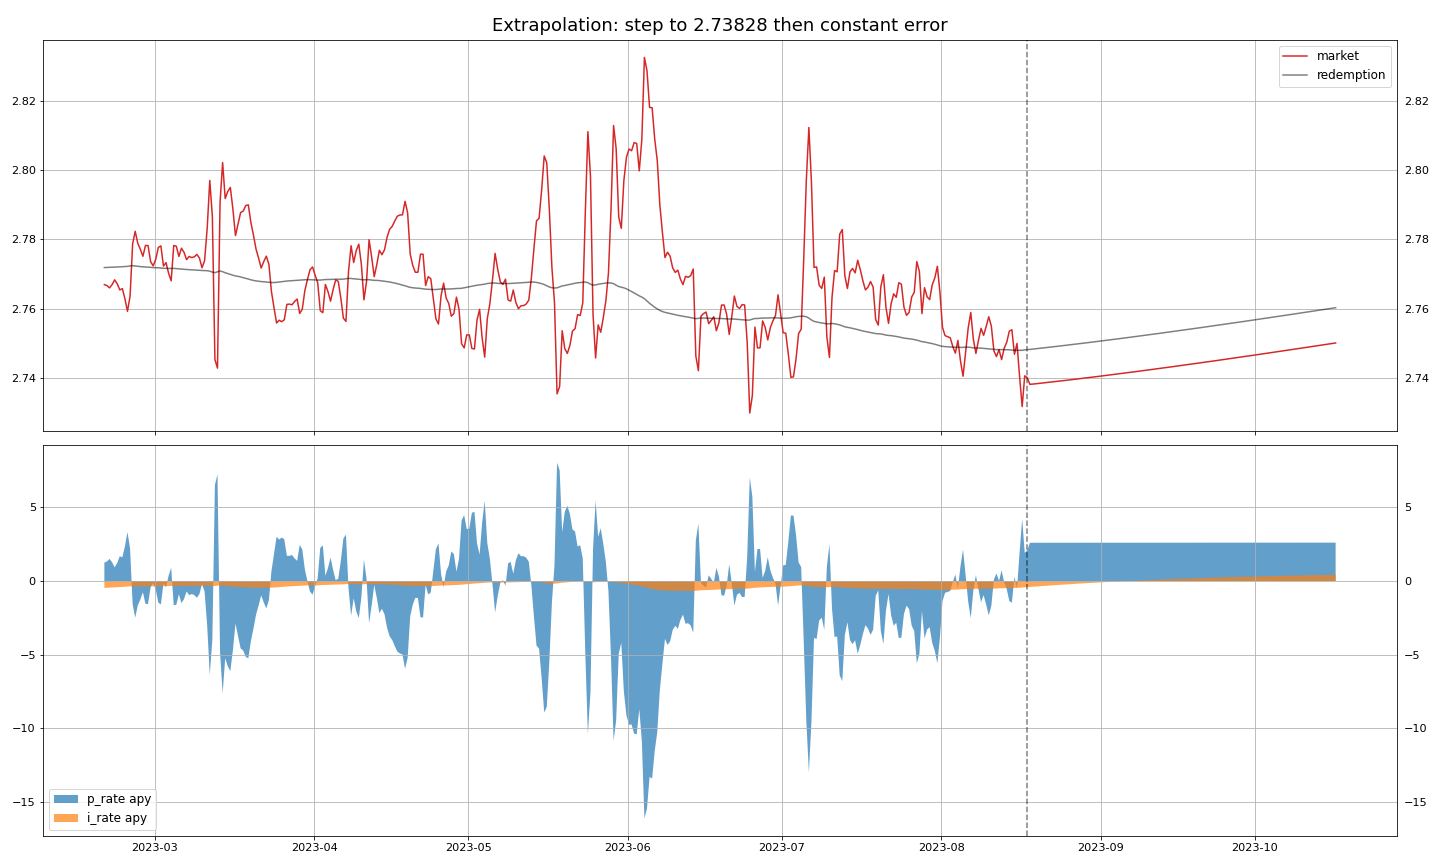 Extrapolation: step to 2.73828 then constant error
market
redemption
2.82 2.82
2.80 2.80
2.78 2.78
2.76 2.76
2.74 2.74
5 5
0 0
−5 −5
−10 −10
−15 −15
p_rate apy
i_rate apy
2023-03 2023-04 2023-05 2023-06 2023-07 2023-08 2023-09 2023-10